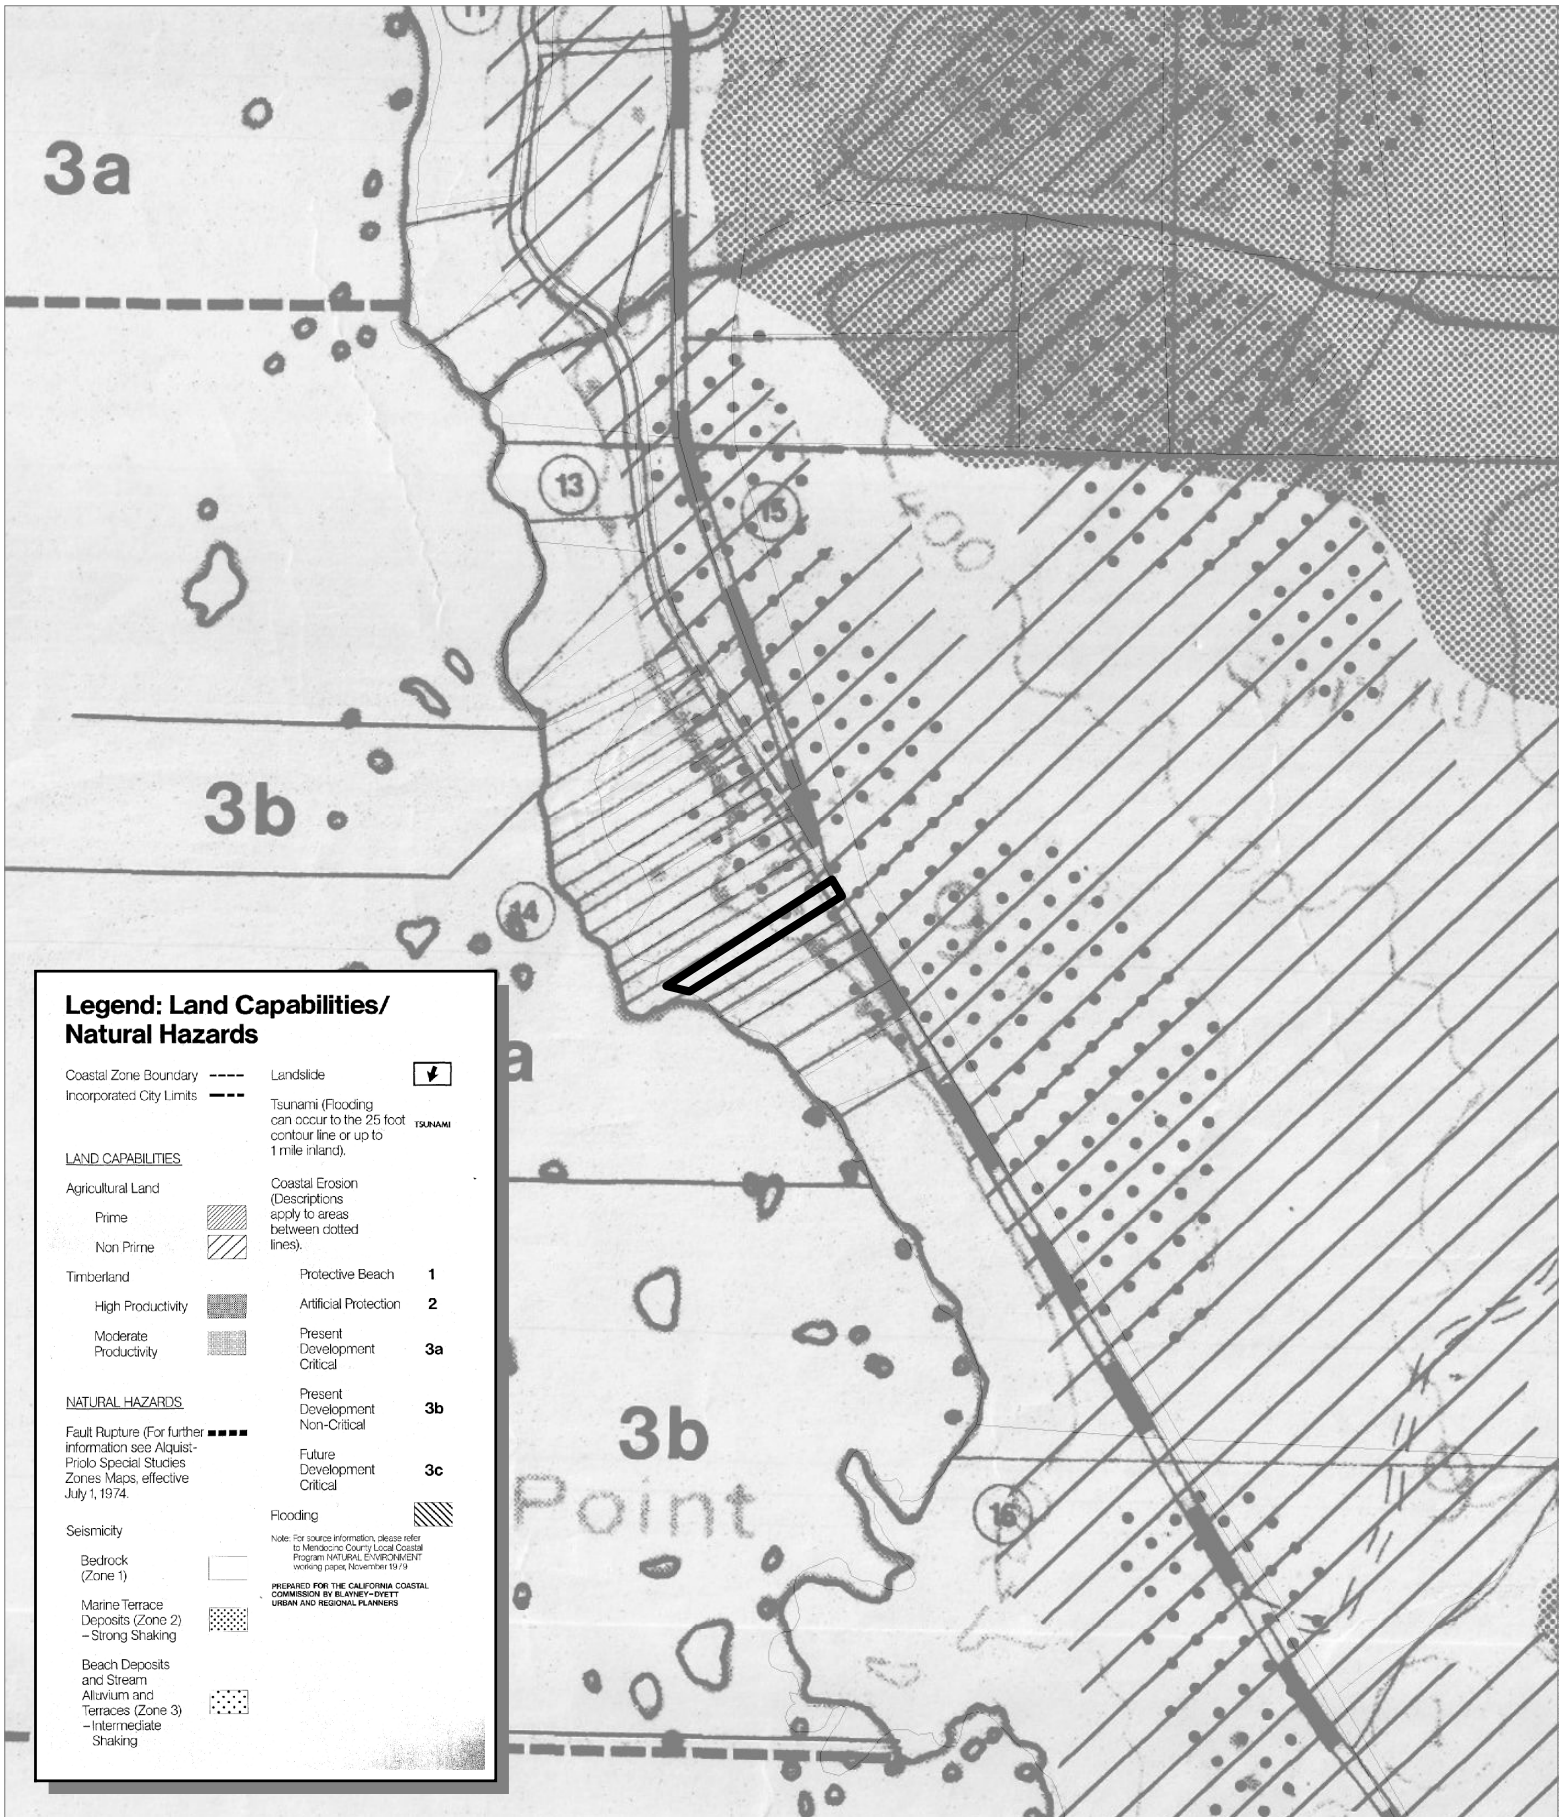 11
3a
13
15
400
3b
14
Legend: Land Capabilities/
Natural Hazards
a
Coastal Zone Boundary
Incorporated City Limits
LAND CAPABILITIES
Agricultural Land
Prime
Non Prime
Timberland
High Productivity
Moderate
Productivity
NATURAL HAZARDS
Fault Rupture (For further
information see Alquist-
Priolo Special Studies
Zones Maps, effective
July 1, 1974.
Seismicity
Bedrock
(Zone 1)
Marine Terrace
Deposits (Zone 2)
–Strong Shaking
Beach Deposits
and Stream
Alluvium and
Terraces (Zone 3)
–Intermediate
Shaking
Landslide
Tsunami (Flooding
can occur to the 25 foot
contour line or up to
1 mile inland).
TSUNAMI
Coastal Erosion
(Descriptions
apply to areas
between dotted
lines).
Protective Beach 1
Artificial Protection 2
Present
Development
Critical
3a
Present
Development
Non-Critical
3b
Future
Development
Critical
3c
Flooding
Note: For source information, please refer
to Mendocino County Local Coastal
Program NATURAL ENVIRONMENT
working paper, November 1979
PREPARED FOR THE CALIFORNIA COASTAL
COMMISSION BY BLAYNEY-DYETT
URBAN AND REGIONAL PLANNERS
3b
Point
16